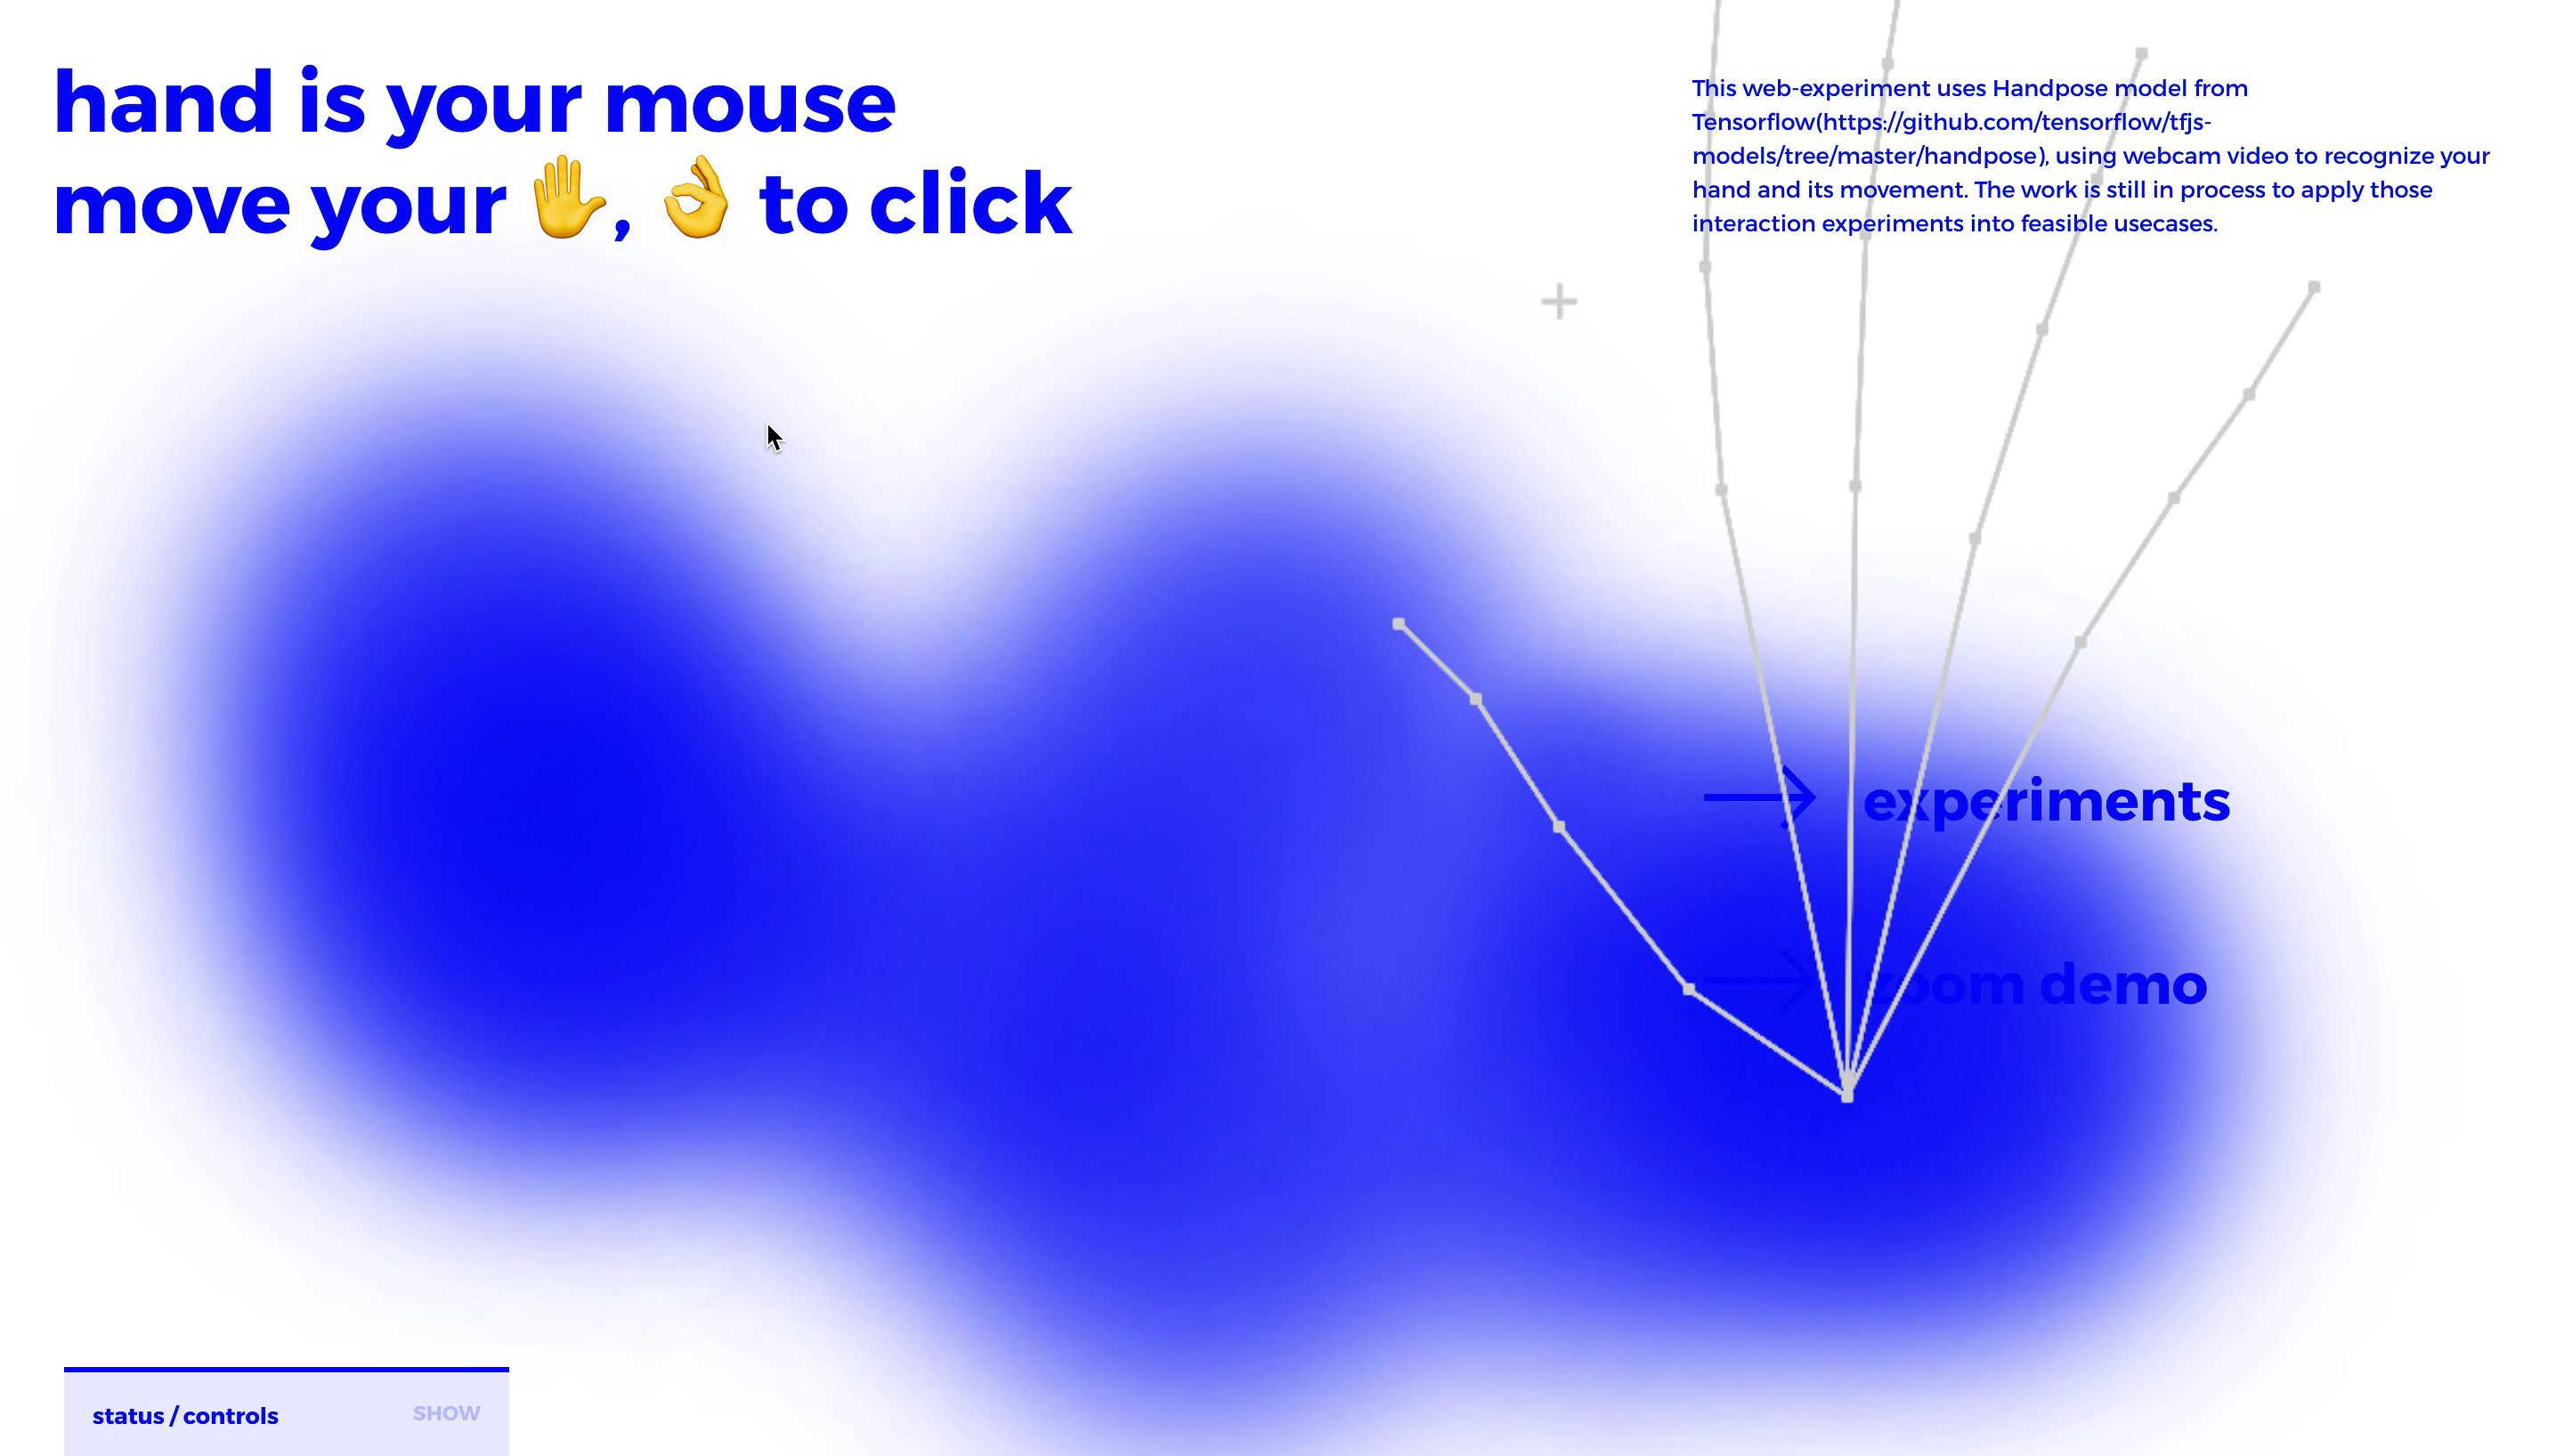 hand is your mouse
move your ✋, 👌 to click
This web-experiment uses Handpose model from
Tensorflow(https://github.com/tensorflow/tfjs-
models/tree/master/handpose), using webcam video to recognize your
hand and its movement. The work is still in process to apply those
interaction experiments into feasible usecases.
→ experiments
→ zoom demo
status / controls SHOW